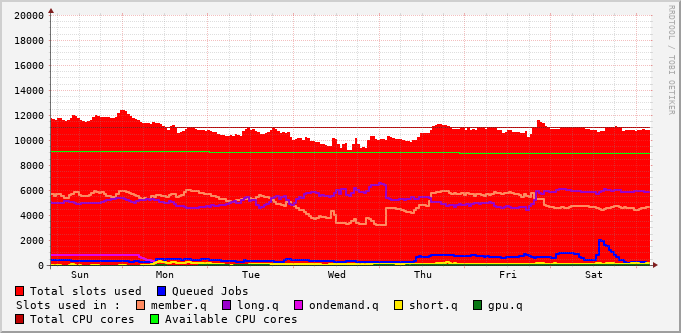 RRDTOOL / TOBI OETIKER
20000
18000
16000
14000
12000
10000
8000
6000
4000
2000
0
Sun Mon Tue Wed Thu Fri Sat
Total slots used Queued Jobs
Slots used in : member.q long.q ondemand.q short.q gpu.q
Total CPU cores Available CPU cores